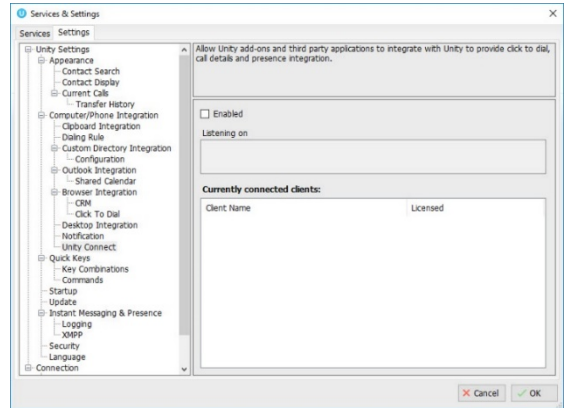 Services & Settings
Services Settings
Unity Settings
Appearance
Contact Search
Contact Display
Current Calls
Transfer History
Computer/Phone Integration
Clipboard Integration
Dialing Rule
Custom Directory Integration
Configuration
Outlook Integration
Shared Calendar
Browser Integration
CRM
Click To Dial
Desktop Integration
Notification
Unity Connect
Quick Keys
Key Combinations
Commands
Startup
Update
Instant Messaging & Presence
Logging
XMPP
Security
Language
Connection
Allow Unity add-ons and third party applications to integrate with Unity to provide click to dial,
call details and presence integration.
Enabled
Listening on
Currently connected clients:
Client Name Licensed
Cancel OK